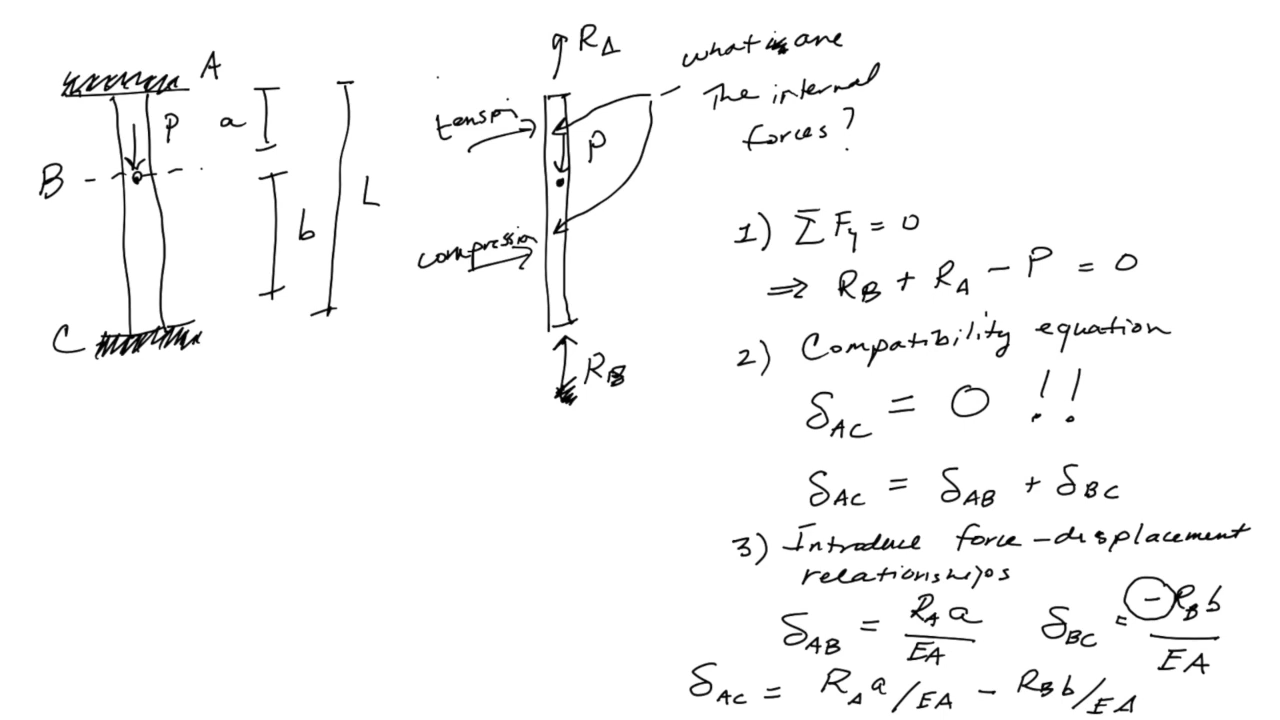 A
P
a
B
b
L
C
R_A
P
compression
R_B
what are
The internal
forces?
1) ΣF_y = 0
⇒ R_B + R_A − P = 0
2) Compatibility equation
δ_AC = 0 !!
δ_AC = δ_AB + δ_BC
3) Introduce force-displacement
relationships
δ_AB = R_A a / EA   δ_BC = −R_B b / EA
δ_AC = R_A a/EA − R_B b/EA